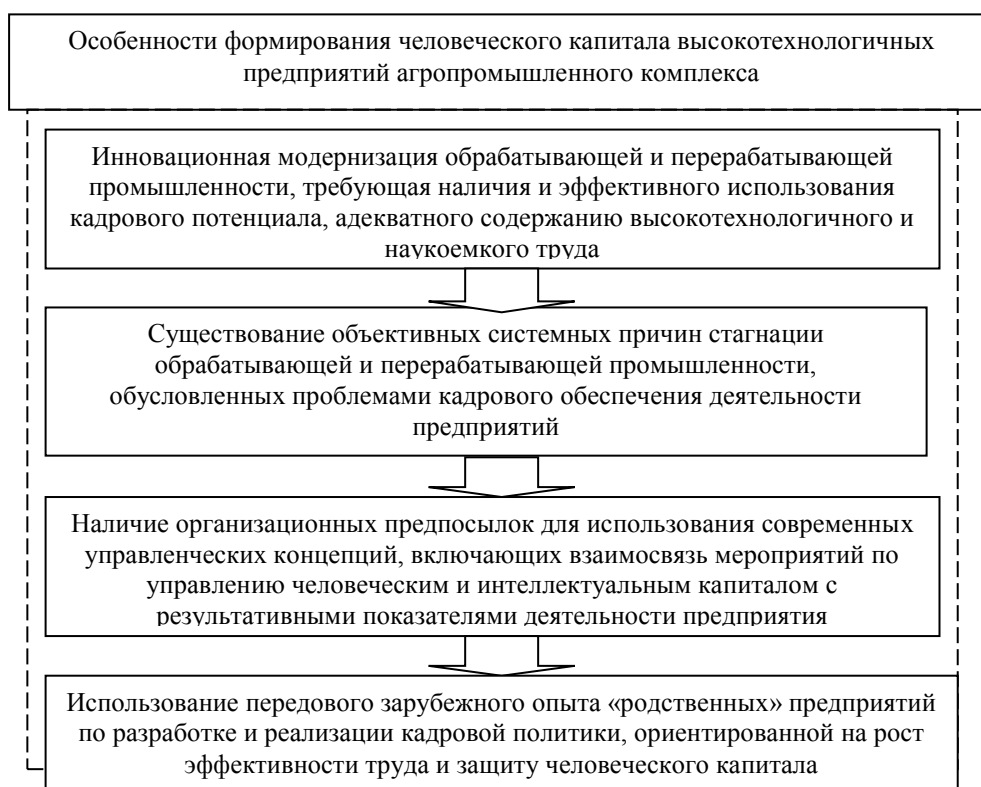 Особенности формирования человеческого капитала высокотехнологичных
предприятий агропромышленного комплекса
Инновационная модернизация обрабатывающей и перерабатывающей
промышленности, требующая наличия и эффективного использования
кадрового потенциала, адекватного содержанию высокотехнологичного и
наукоемкого труда
Существование объективных системных причин стагнации
обрабатывающей и перерабатывающей промышленности,
обусловленных проблемами кадрового обеспечения деятельности
предприятий
Наличие организационных предпосылок для использования современных
управленческих концепций, включающих взаимосвязь мероприятий по
управлению человеческим и интеллектуальным капиталом с
результативными показателями деятельности предприятия
Использование передового зарубежного опыта «родственных» предприятий
по разработке и реализации кадровой политики, ориентированной на рост
эффективности труда и защиту человеческого капитала